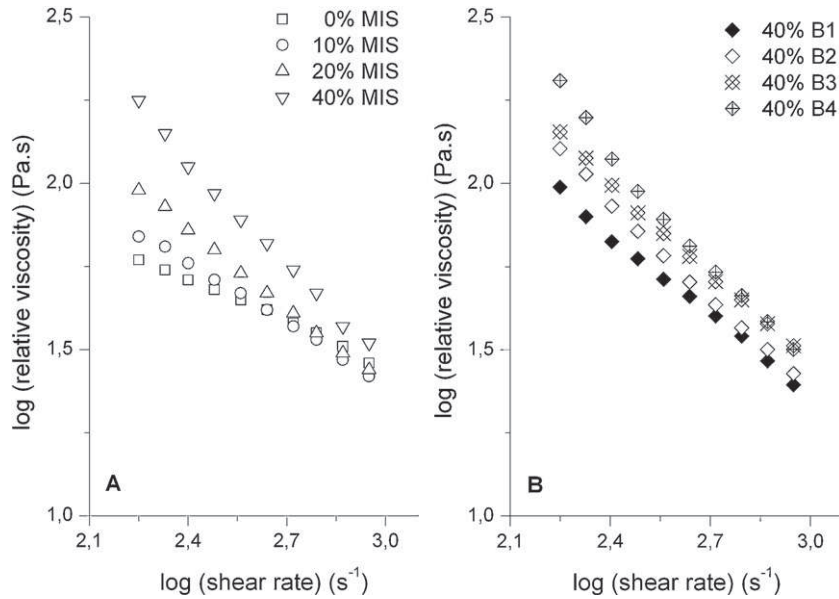 2,5
2,0
1,5
1,0
2,1
2,4
2,7
3,0
log (relative viscosity) (Pa.s)
log (shear rate) (s⁻¹)
0% MIS
10% MIS
20% MIS
40% MIS
A
2,5
2,0
1,5
1,0
2,1
2,4
2,7
3,0
log (relative viscosity) (Pa.s)
log (shear rate) (s⁻¹)
40% B1
40% B2
40% B3
40% B4
B